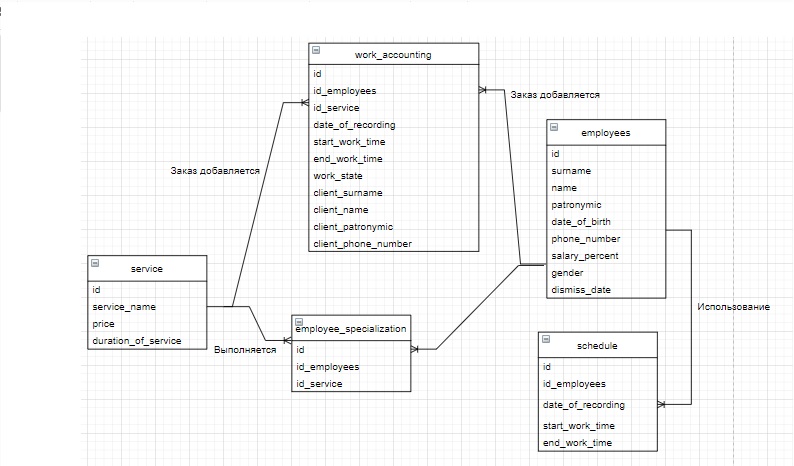 work_accounting
id
id_employees
id_service
date_of_recording
start_work_time
end_work_time
work_state
client_surname
client_name
client_patronymic
client_phone_number
Заказ добавляется
employees
id
surname
name
patronymic
date_of_birth
phone_number
salary_percent
gender
dismiss_date
Заказ добавляется
service
id
service_name
price
duration_of_service
Выполняется
employee_specialization
id
id_employees
id_service
Использование
schedule
id
id_employees
date_of_recording
start_work_time
end_work_time